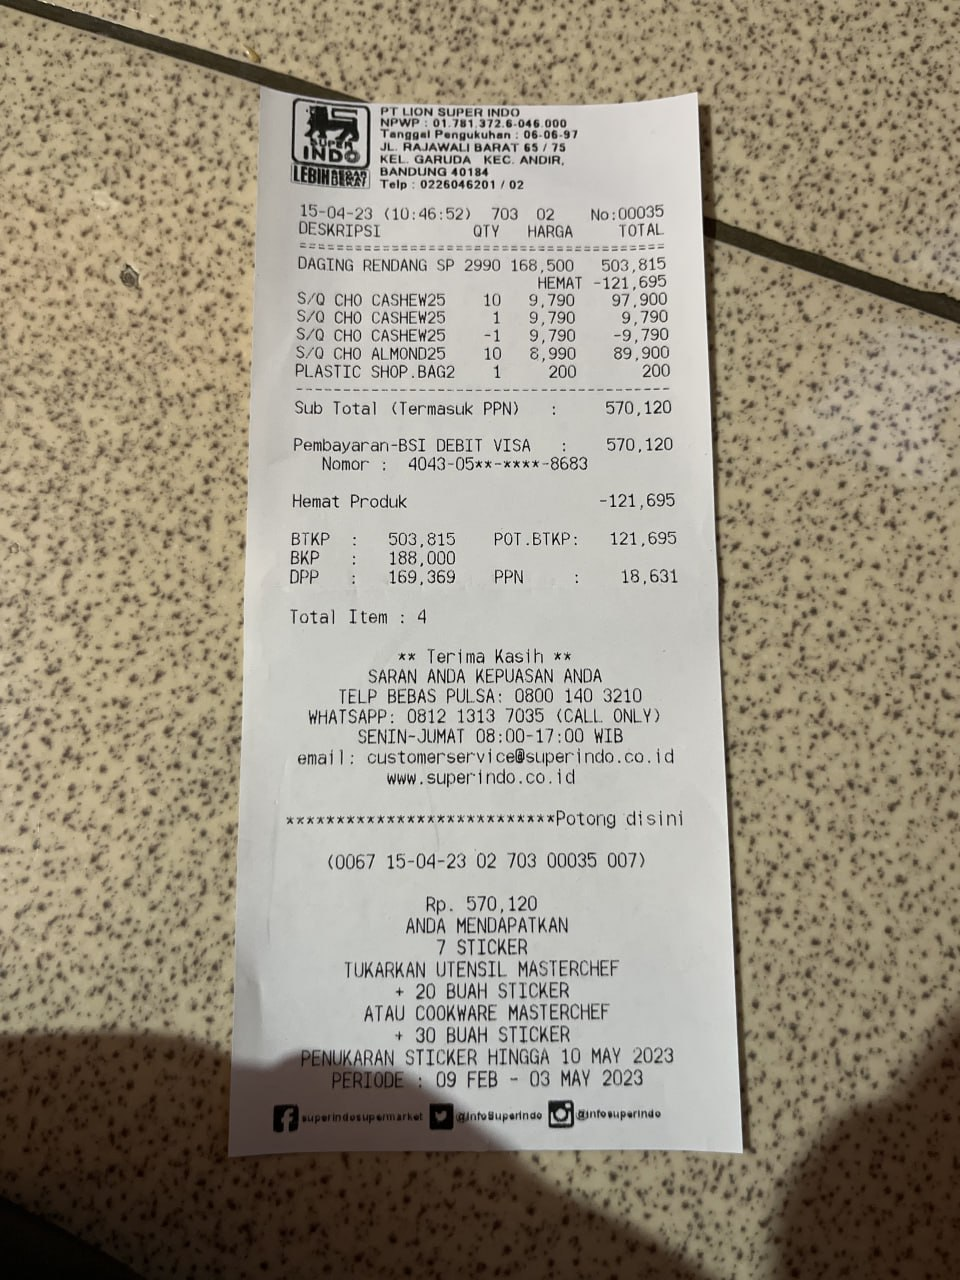 SUPER
INDO
LEBIH SEGAR
HEMAT
PT LION SUPER INDO
NPWP : 01.781.372.6-046.000
Tanggal Pengukuhan : 06-06-97
JL. RAJAWALI BARAT 65 / 75
KEL. GARUDA KEC. ANDIR,
BANDUNG 40184
Telp : 0226046201 / 02
15-04-23 (10:46:52) 703 02 No:00035
DESKRIPSI QTY HARGA TOTAL
============================================
DAGING RENDANG SP 2990 168,500 503,815
HEMAT -121,695
S/Q CHO CASHEW25 10 9,790 97,900
S/Q CHO CASHEW25 1 9,790 9,790
S/Q CHO CASHEW25 -1 9,790 -9,790
S/Q CHO ALMOND25 10 8,990 89,900
PLASTIC SHOP.BAG2 1 200 200
--------------------------------------------
Sub Total (Termasuk PPN) : 570,120
Pembayaran-BSI DEBIT VISA : 570,120
Nomor : 4043-05**-****-8683
Hemat Produk -121,695
BTKP : 503,815 POT.BTKP: 121,695
BKP : 188,000
DPP : 169,369 PPN : 18,631
Total Item : 4
** Terima Kasih **
SARAN ANDA KEPUASAN ANDA
TELP BEBAS PULSA: 0800 140 3210
WHATSAPP: 0812 1313 7035 (CALL ONLY)
SENIN-JUMAT 08:00-17:00 WIB
email: customerservice@superindo.co.id
www.superindo.co.id
***************************Potong disini
(0067 15-04-23 02 703 00035 007)
Rp. 570,120
ANDA MENDAPATKAN
7 STICKER
TUKARKAN UTENSIL MASTERCHEF
+ 20 BUAH STICKER
ATAU COOKWARE MASTERCHEF
+ 30 BUAH STICKER
PENUKARAN STICKER HINGGA 10 MAY 2023
PERIODE : 09 FEB - 03 MAY 2023
superindosupermarket @infoSuperindo @infosuperindo